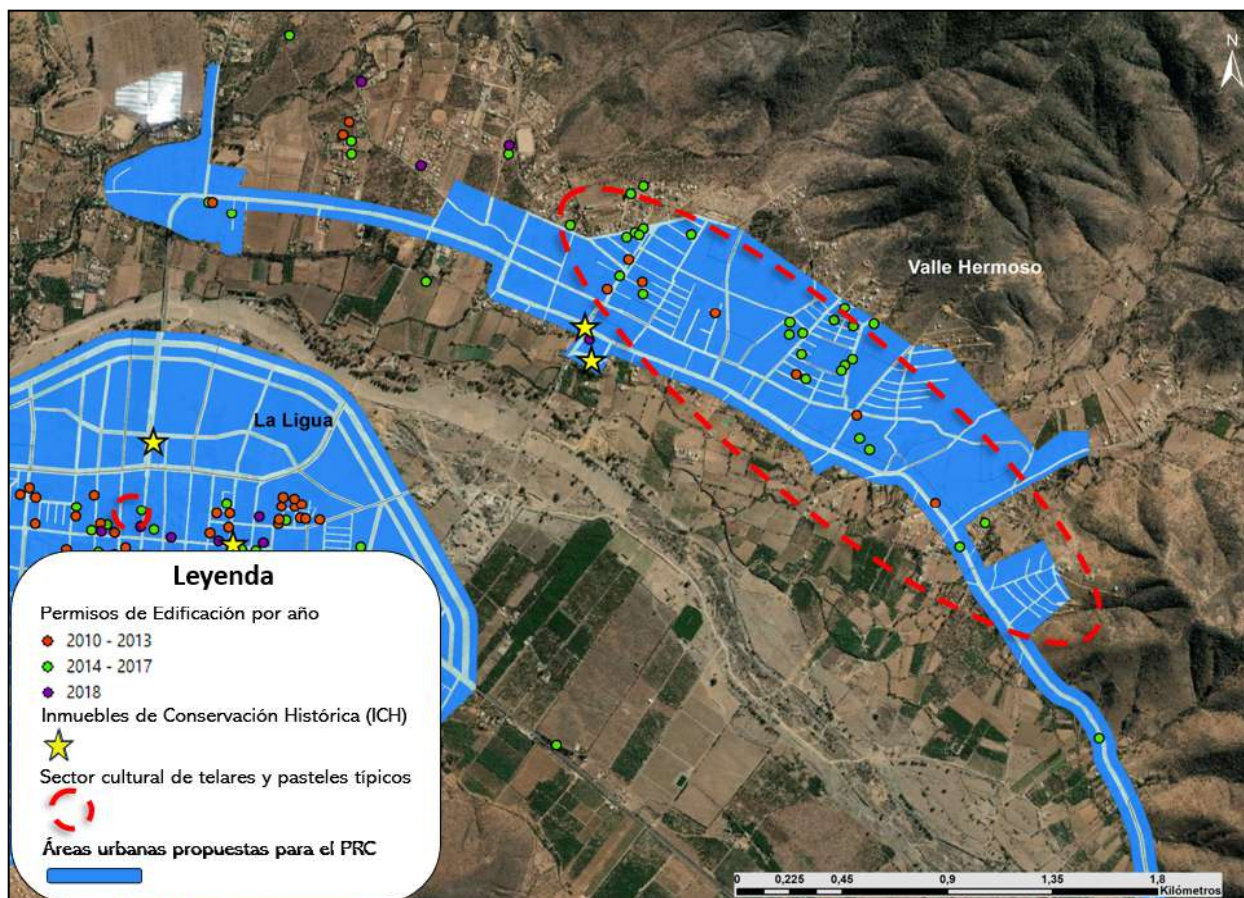 N
Valle Hermoso
La Ligua
Leyenda
Permisos de Edificación por año
2010 - 2013
2014 - 2017
2018
Inmuebles de Conservación Histórica (ICH)
Sector cultural de telares y pasteles típicos
Áreas urbanas propuestas para el PRC
0 0,225 0,45 0,9 1,35 1,8
Kilómetros